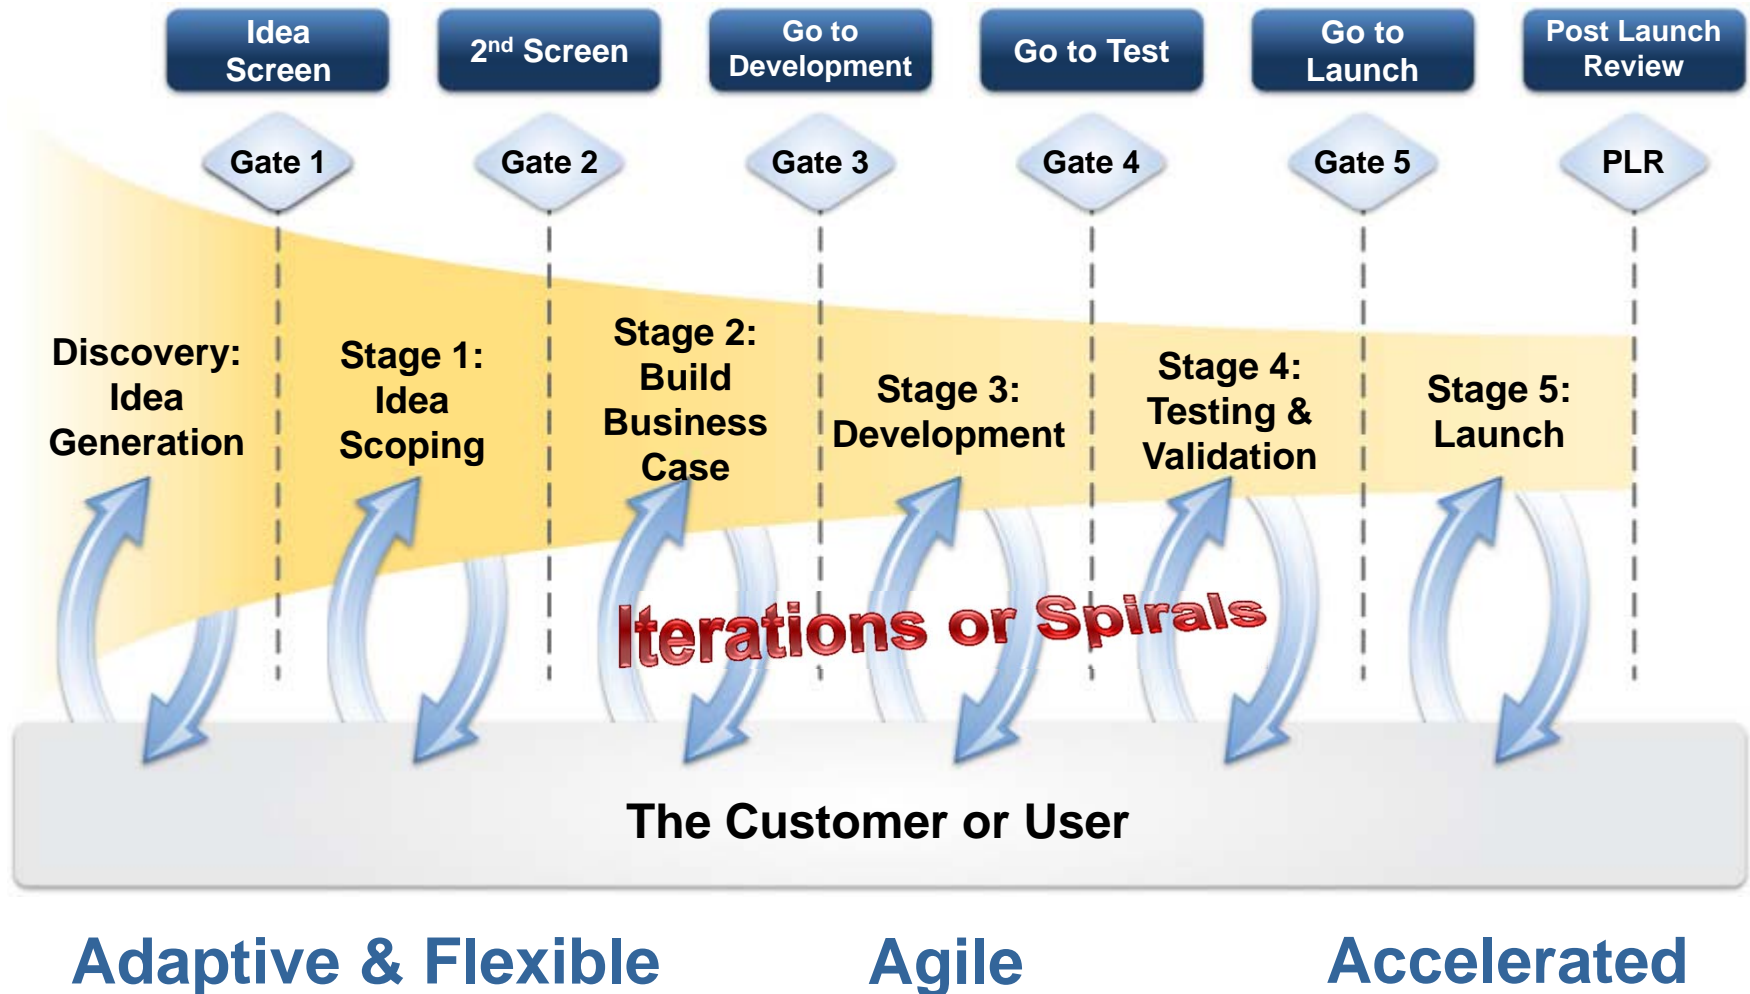 Idea
Screen
2nd Screen
Go to
Development
Go to Test
Go to
Launch
Post Launch
Review
Gate 1
Gate 2
Gate 3
Gate 4
Gate 5
PLR
Discovery:
Idea
Generation
Stage 1:
Idea
Scoping
Stage 2:
Build
Business
Case
Stage 3:
Development
Stage 4:
Testing &
Validation
Stage 5:
Launch
Iterations or Spirals
The Customer or User
Adaptive & Flexible
Agile
Accelerated